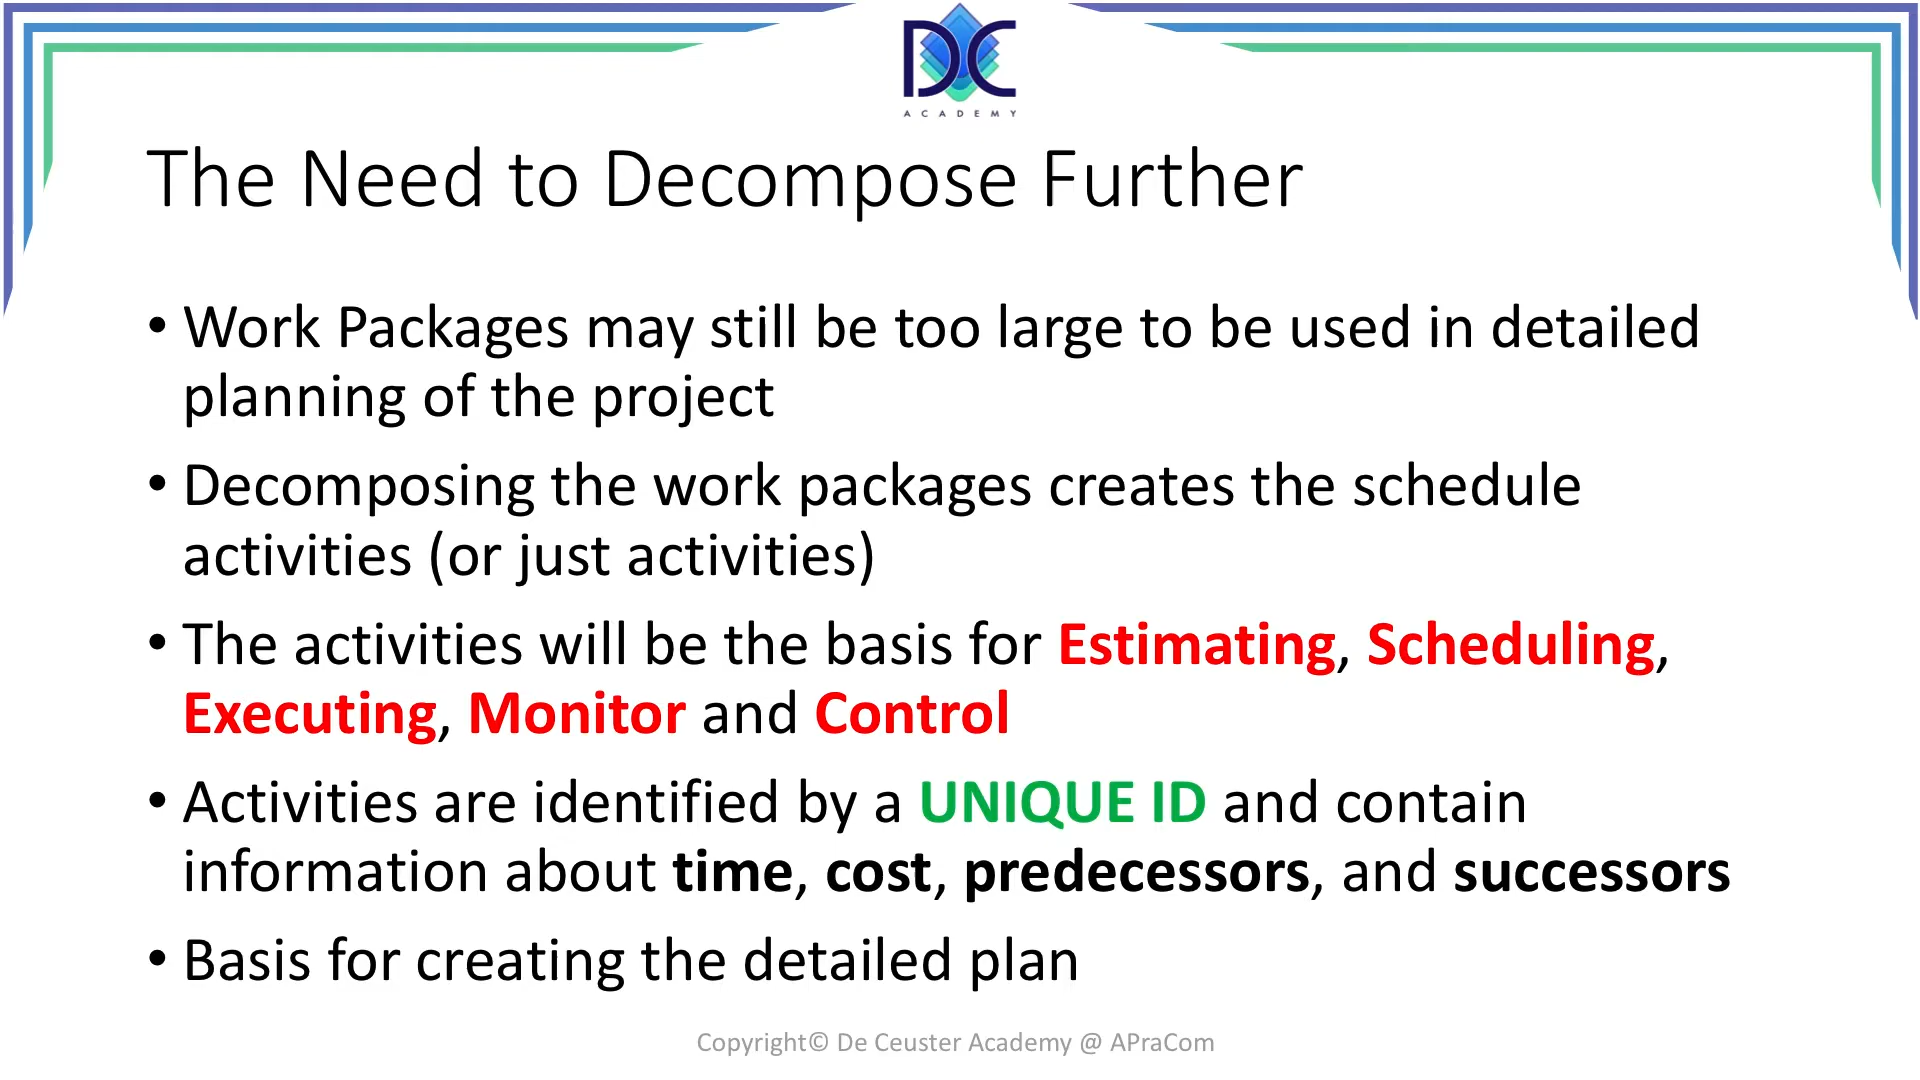 DC
ACADEMY
The Need to Decompose Further
• Work Packages may still be too large to be used in detailed
planning of the project
• Decomposing the work packages creates the schedule
activities (or just activities)
• The activities will be the basis for Estimating, Scheduling,
Executing, Monitor and Control
• Activities are identified by a UNIQUE ID and contain
information about time, cost, predecessors, and successors
• Basis for creating the detailed plan
Copyright© De Ceuster Academy @ APraCom